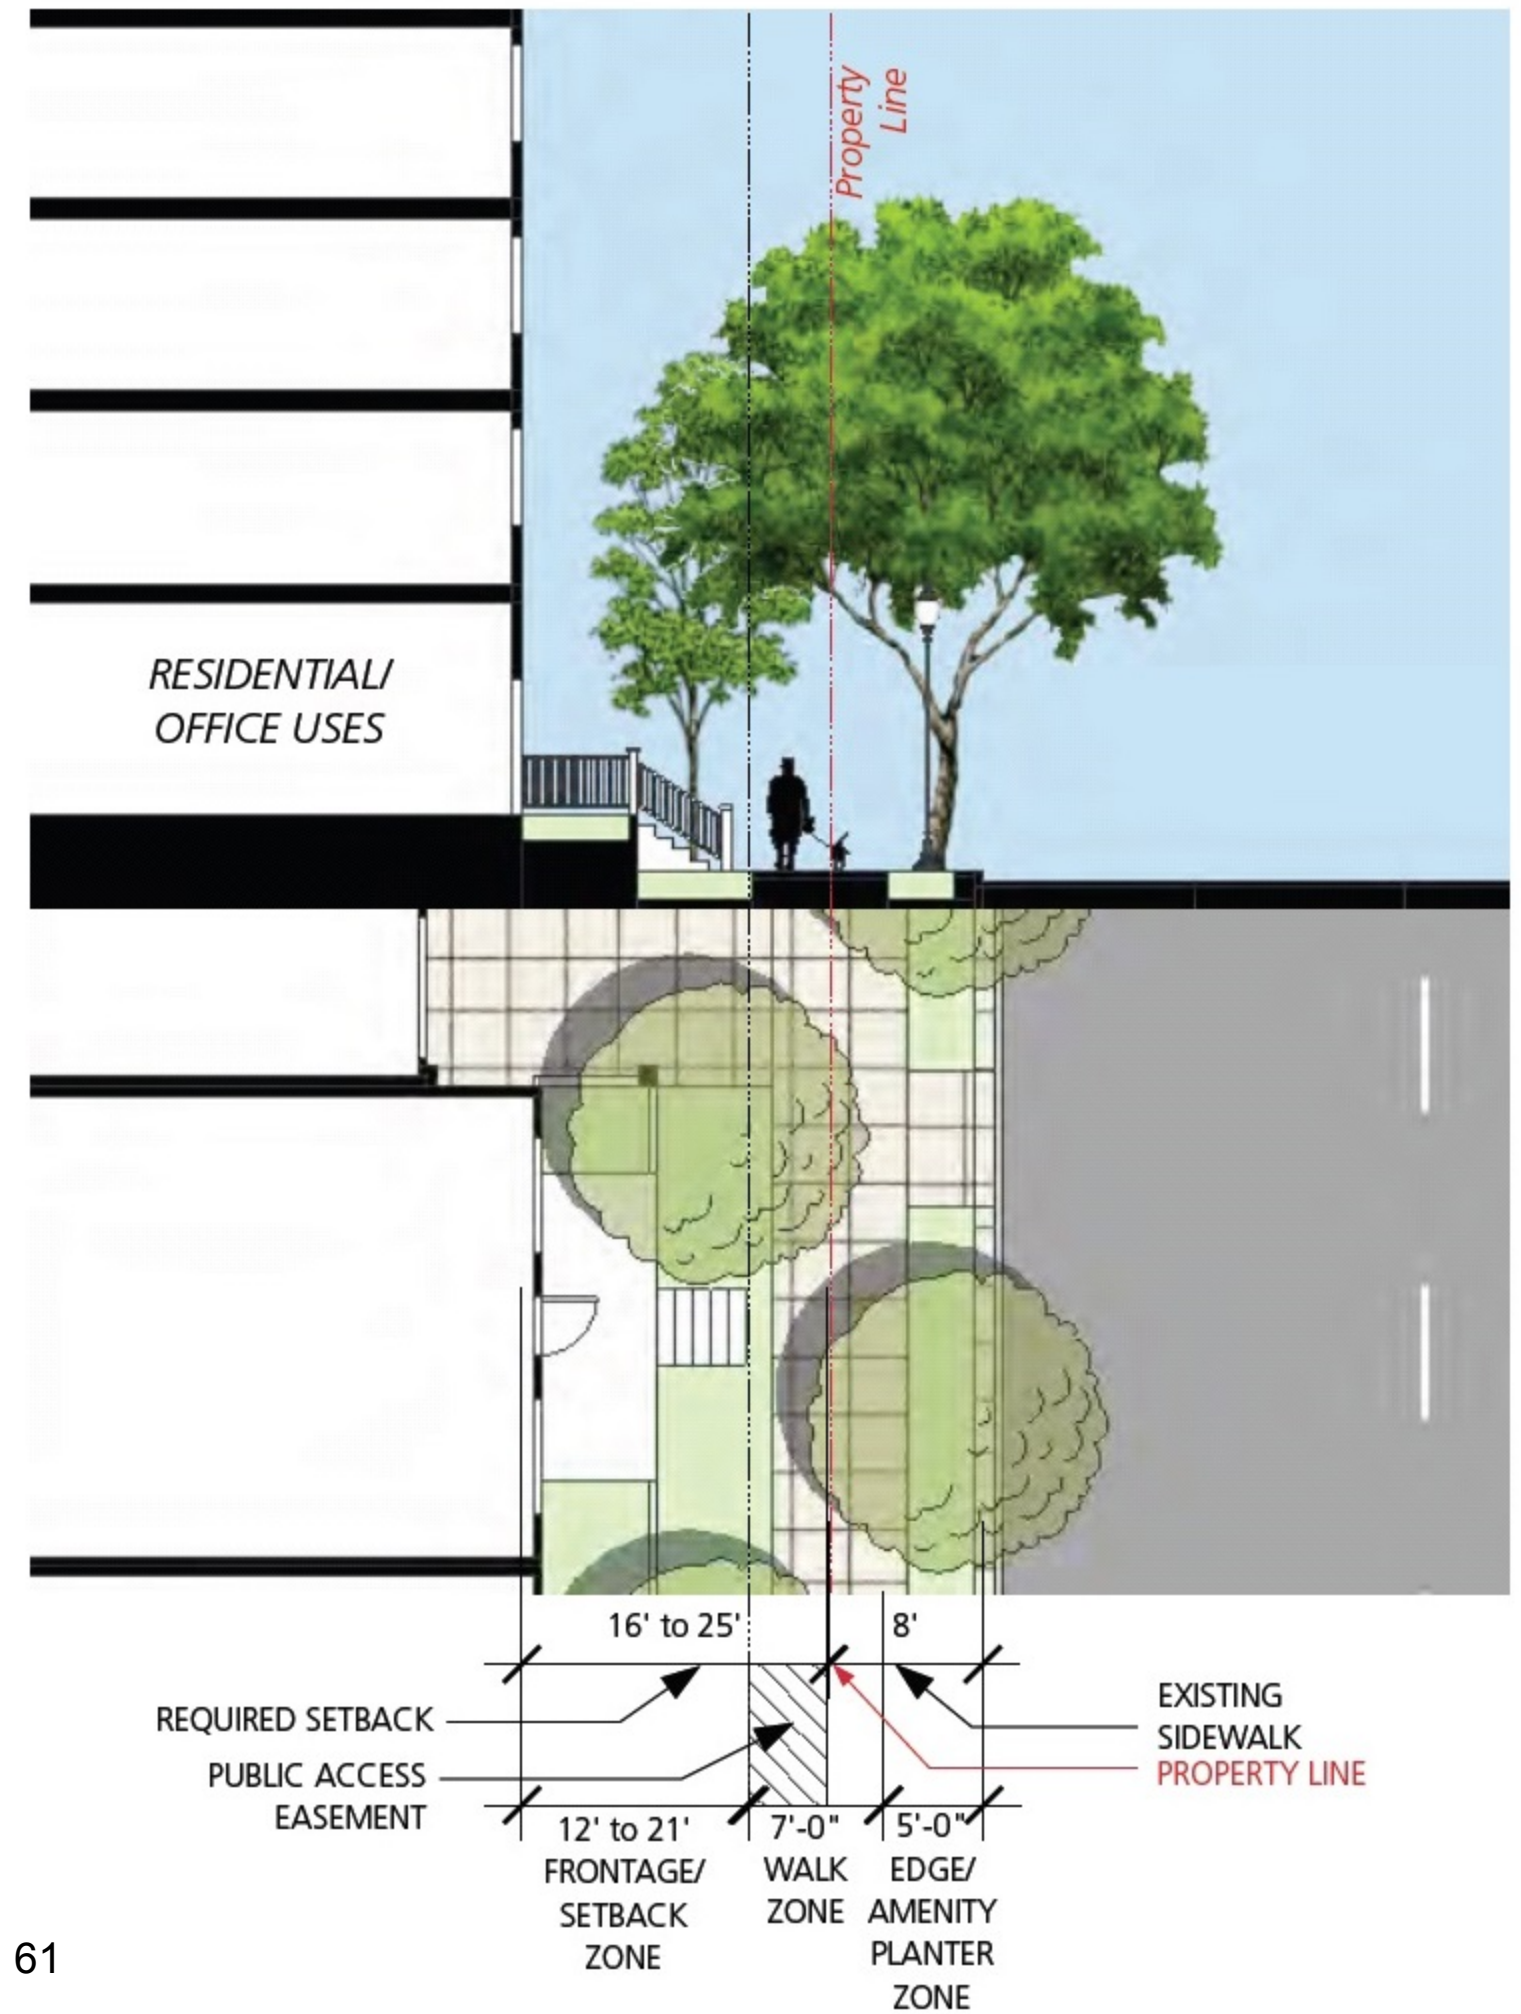 Property
Line
RESIDENTIAL/
OFFICE USES
16' to 25'
8'
REQUIRED SETBACK
PUBLIC ACCESS
EASEMENT
EXISTING
SIDEWALK
PROPERTY LINE
12' to 21'
FRONTAGE/
SETBACK
ZONE
7'-0"
WALK
ZONE
5'-0"
EDGE/
AMENITY
PLANTER
ZONE
61